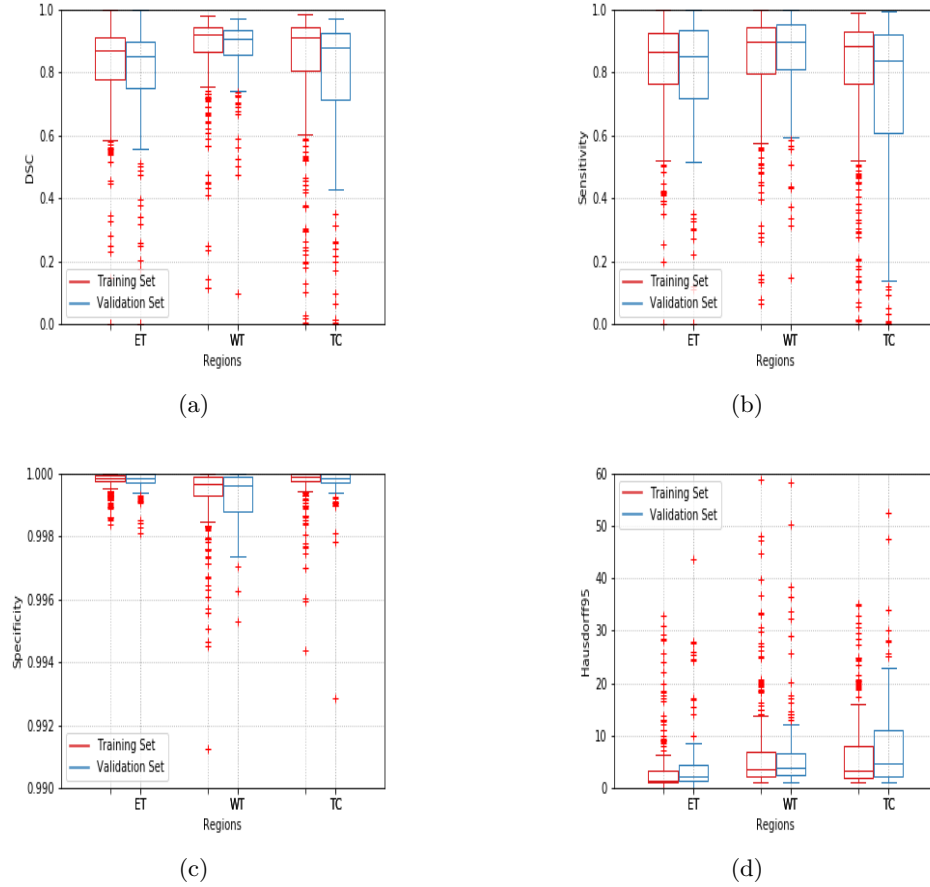 1.0
0.8
0.6
0.4
0.2
0.0
DSC
Training Set
Validation Set
ET WT TC
Regions
(a)
1.0
0.8
0.6
0.4
0.2
0.0
Sensitivity
Training Set
Validation Set
ET WT TC
Regions
(b)
1.000
0.998
0.996
0.994
0.992
0.990
Specificity
Training Set
Validation Set
ET WT TC
Regions
(c)
60
50
40
30
20
10
0
Hausdorff95
Training Set
Validation Set
ET WT TC
Regions
(d)